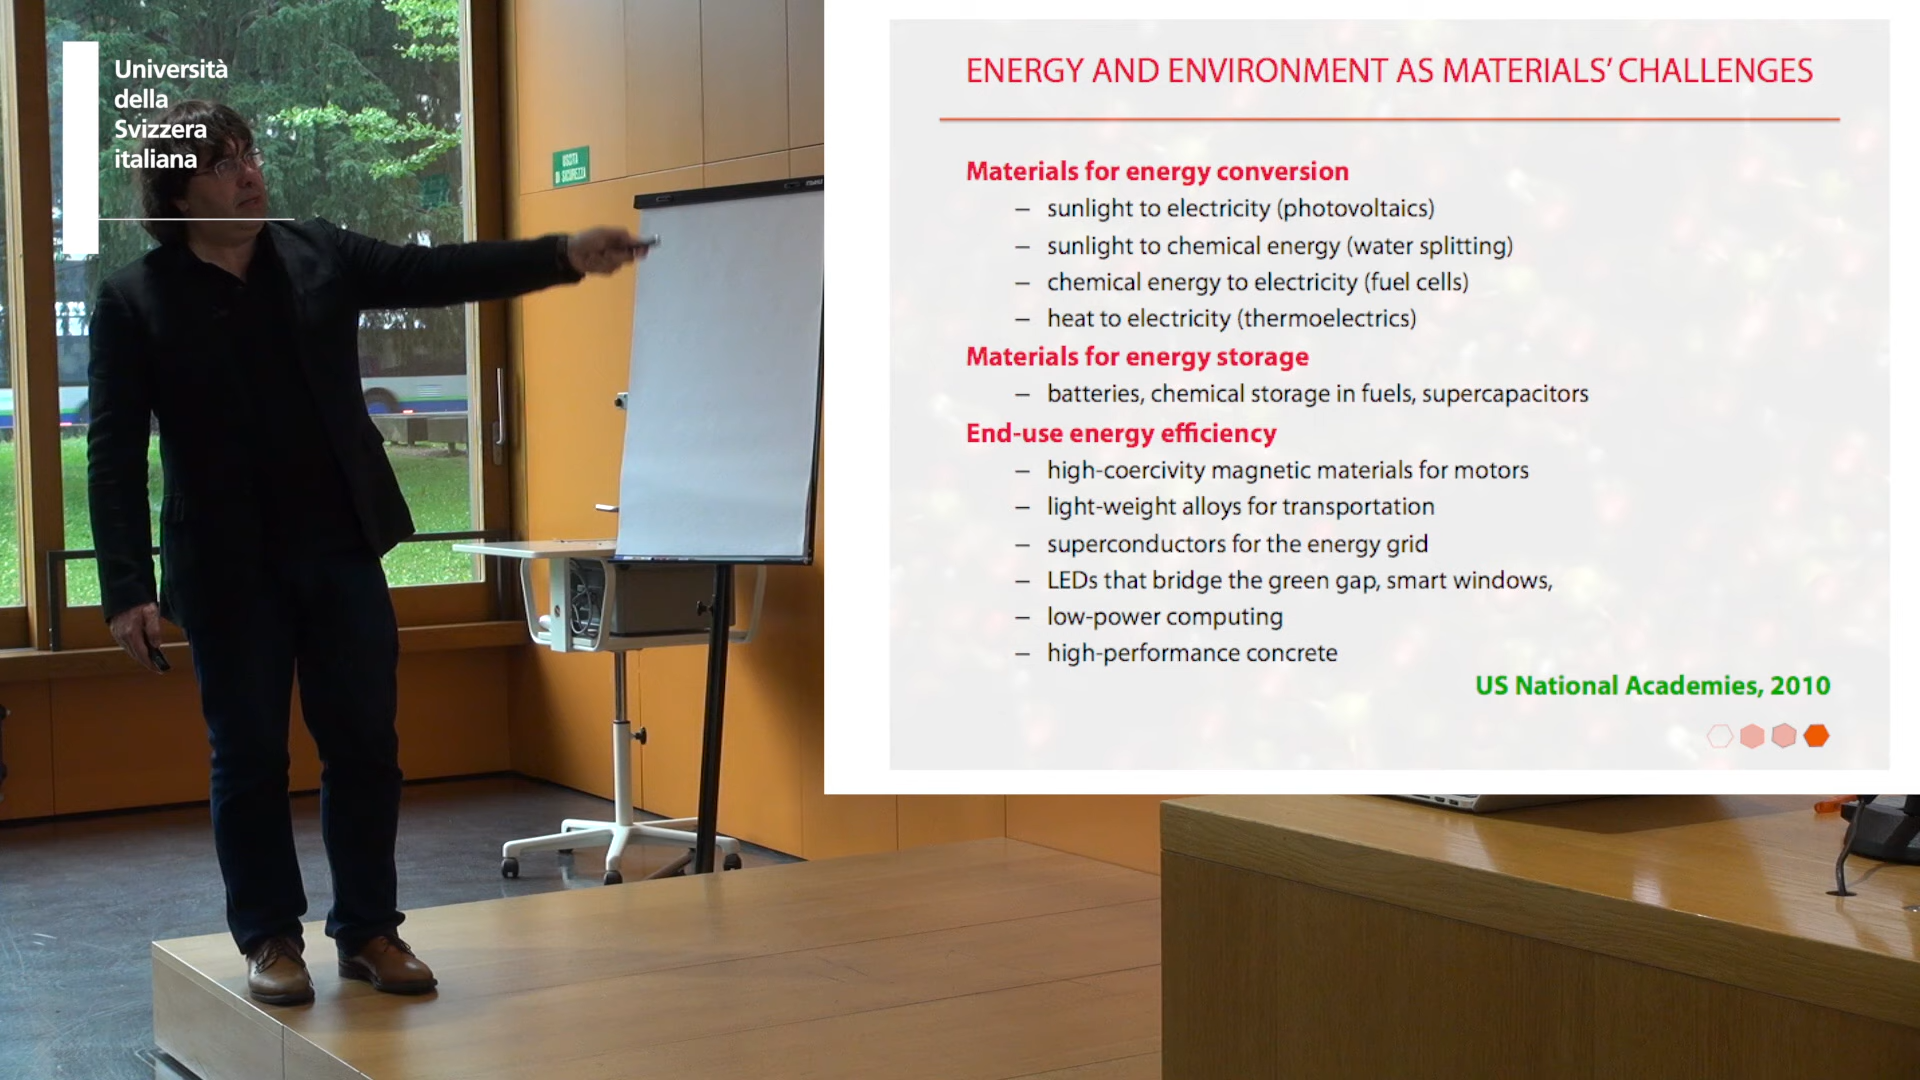 Università
della
Svizzera
italiana
USCITA
DI SICUREZZA
ENERGY AND ENVIRONMENT AS MATERIALS' CHALLENGES
Materials for energy conversion
– sunlight to electricity (photovoltaics)
– sunlight to chemical energy (water splitting)
– chemical energy to electricity (fuel cells)
– heat to electricity (thermoelectrics)
Materials for energy storage
– batteries, chemical storage in fuels, supercapacitors
End-use energy efficiency
– high-coercivity magnetic materials for motors
– light-weight alloys for transportation
– superconductors for the energy grid
– LEDs that bridge the green gap, smart windows,
– low-power computing
– high-performance concrete
US National Academies, 2010